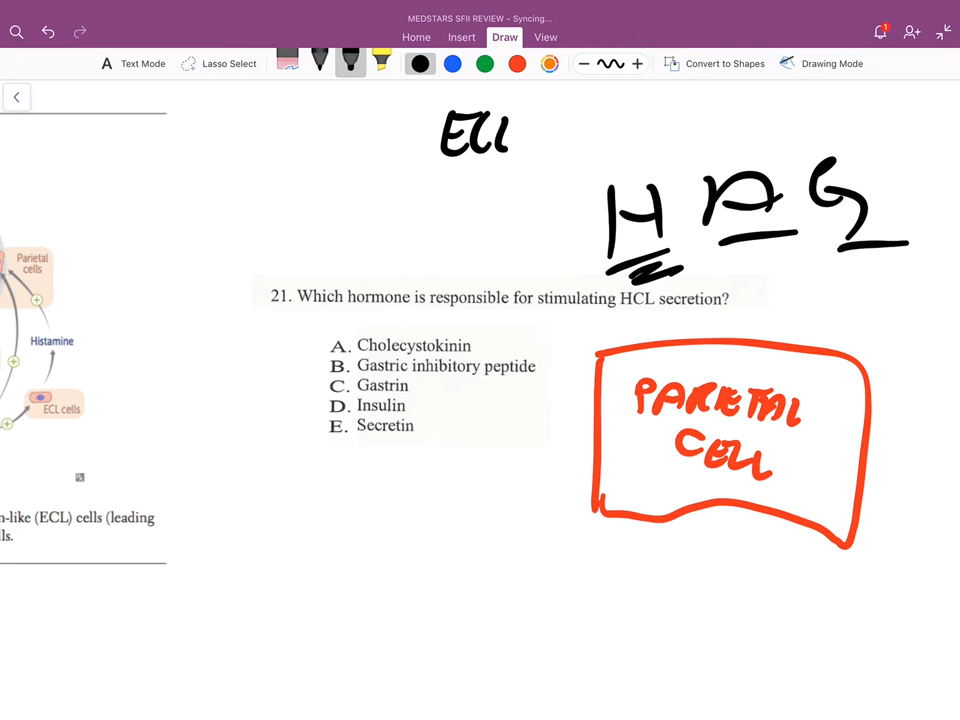 MEDSTARS SFII REVIEW - Syncing...
Home Insert Draw View
1
A Text Mode Lasso Select Convert to Shapes Drawing Mode
ECL
H A G
Parietal
cells
Histamine
ECL cells
n-like (ECL) cells (leading
lls.
21. Which hormone is responsible for stimulating HCL secretion?
A. Cholecystokinin
B. Gastric inhibitory peptide
C. Gastrin
D. Insulin
E. Secretin
PARIETAL
CELL